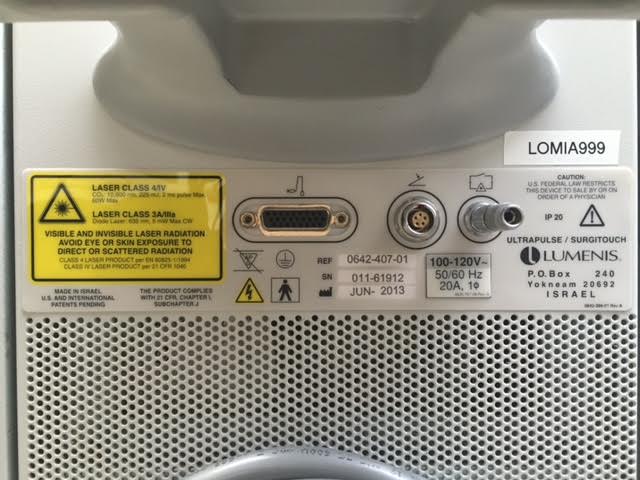 LOMIA999
LASER CLASS 4/IV
CO₂, 10,600 nm, 225 mJ, 2 ms pulse Max.
60W Max
LASER CLASS 3A/IIIa
Diode Laser: 635 nm, 5 mW Max CW
VISIBLE AND INVISIBLE LASER RADIATION
AVOID EYE OR SKIN EXPOSURE TO
DIRECT OR SCATTERED RADIATION
CLASS 4 LASER PRODUCT per EN 60825-1:1994
CLASS IV LASER PRODUCT per 21 CFR 1040
MADE IN ISRAEL
U.S. AND INTERNATIONAL
PATENTS PENDING
THE PRODUCT COMPLIES
WITH 21 CFR, CHAPTER I,
SUBCHAPTER J
REF 0642-407-01
SN 011-61912
JUN- 2013
100-120V~
50/60 Hz
20A, 1ϕ
CAUTION:
U.S. FEDERAL LAW RESTRICTS
THIS DEVICE TO SALE BY OR ON
ORDER OF A PHYSICIAN
IP 20
ULTRAPULSE / SURGITOUCH
LUMENIS.
P.O.Box 240
Yokneam 20692
ISRAEL